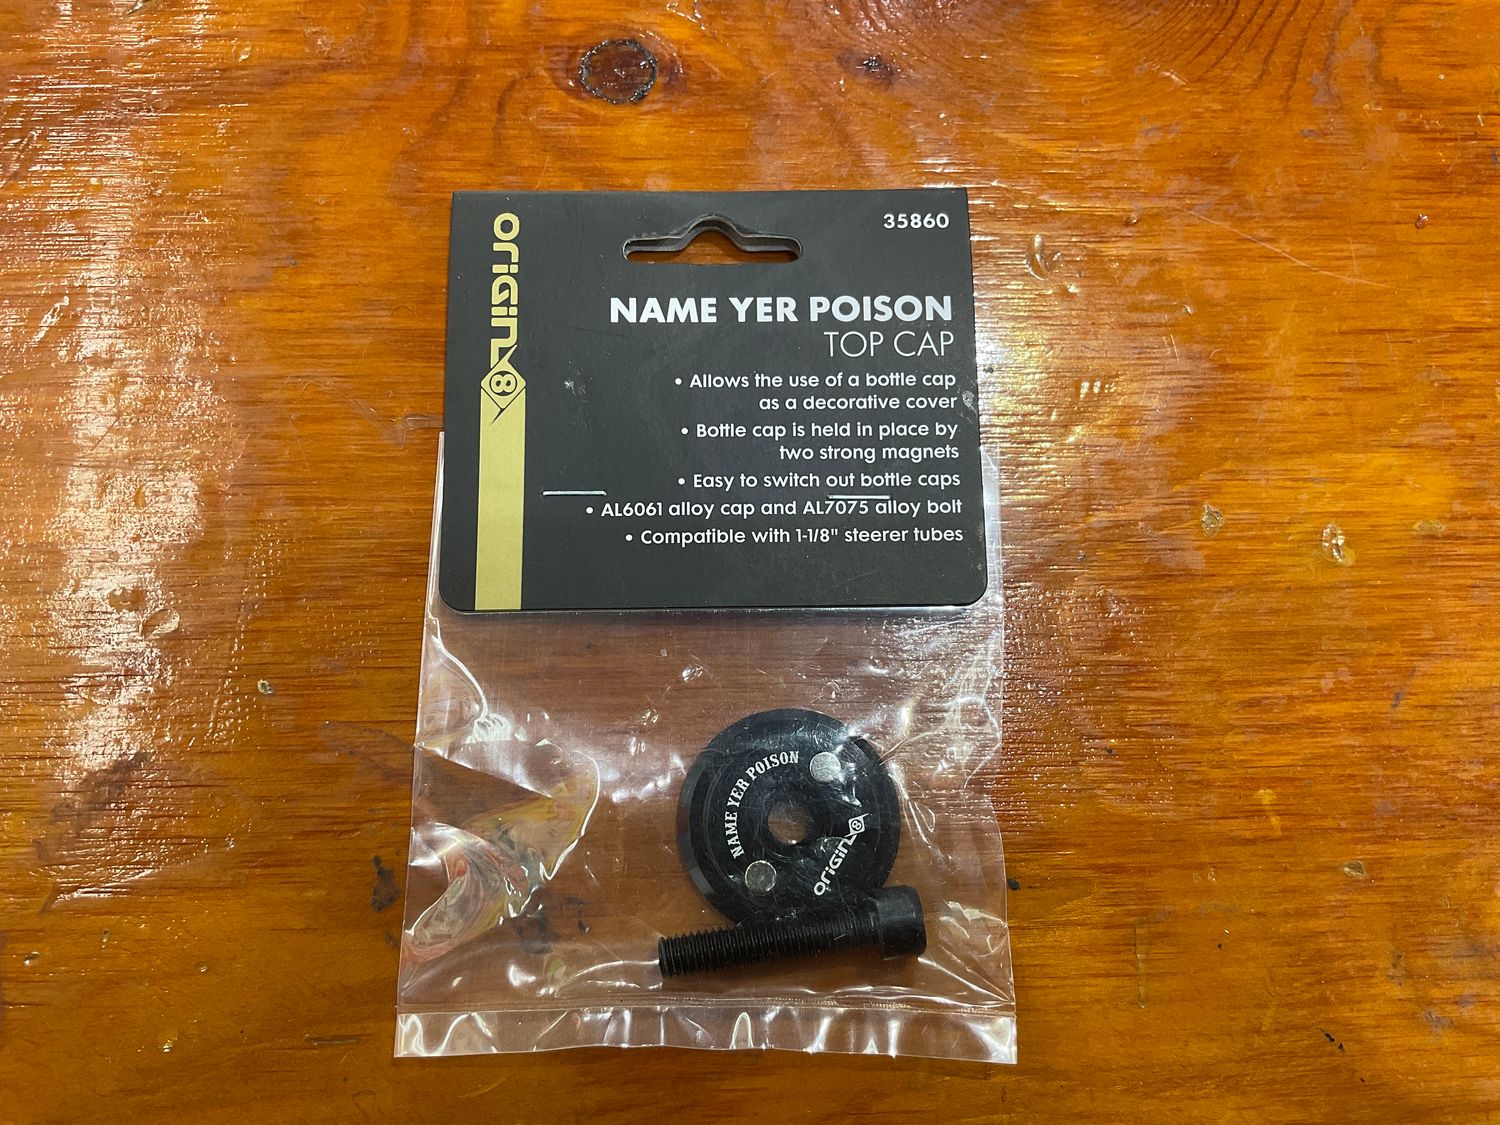 ORIGIN8
35860
NAME YER POISON
TOP CAP
• Allows the use of a bottle cap
as a decorative cover
• Bottle cap is held in place by
two strong magnets
• Easy to switch out bottle caps
• AL6061 alloy cap and AL7075 alloy bolt
• Compatible with 1-1/8" steerer tubes
NAME YER POISON
ORIGIN8